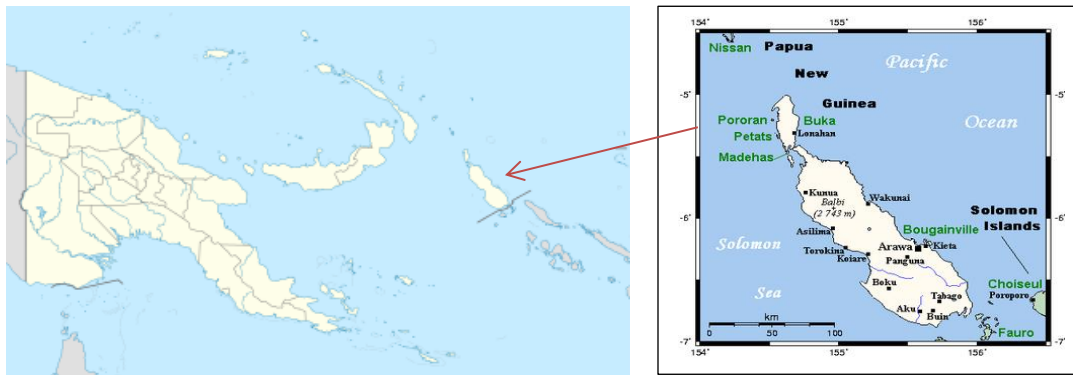 154° 155° 156°
Nissan
Papua
Pacific
New
-5° -5°
Guinea
Pororan
Buka
Ocean
Petats
Lonahan
Madehas
Kunua
Wakunai
Balbi
(2 743 m)
-6° -6°
Solomon
Islands
Asilima
Bougainville
Solomon
Torokina
Arawa
Kieta
Koiare
Panguna
Choiseul
Sea
Beku
Tabago
Poropore
Aku
Buin
km
Fauro
0 50 100
-7° -7°
154 155 156